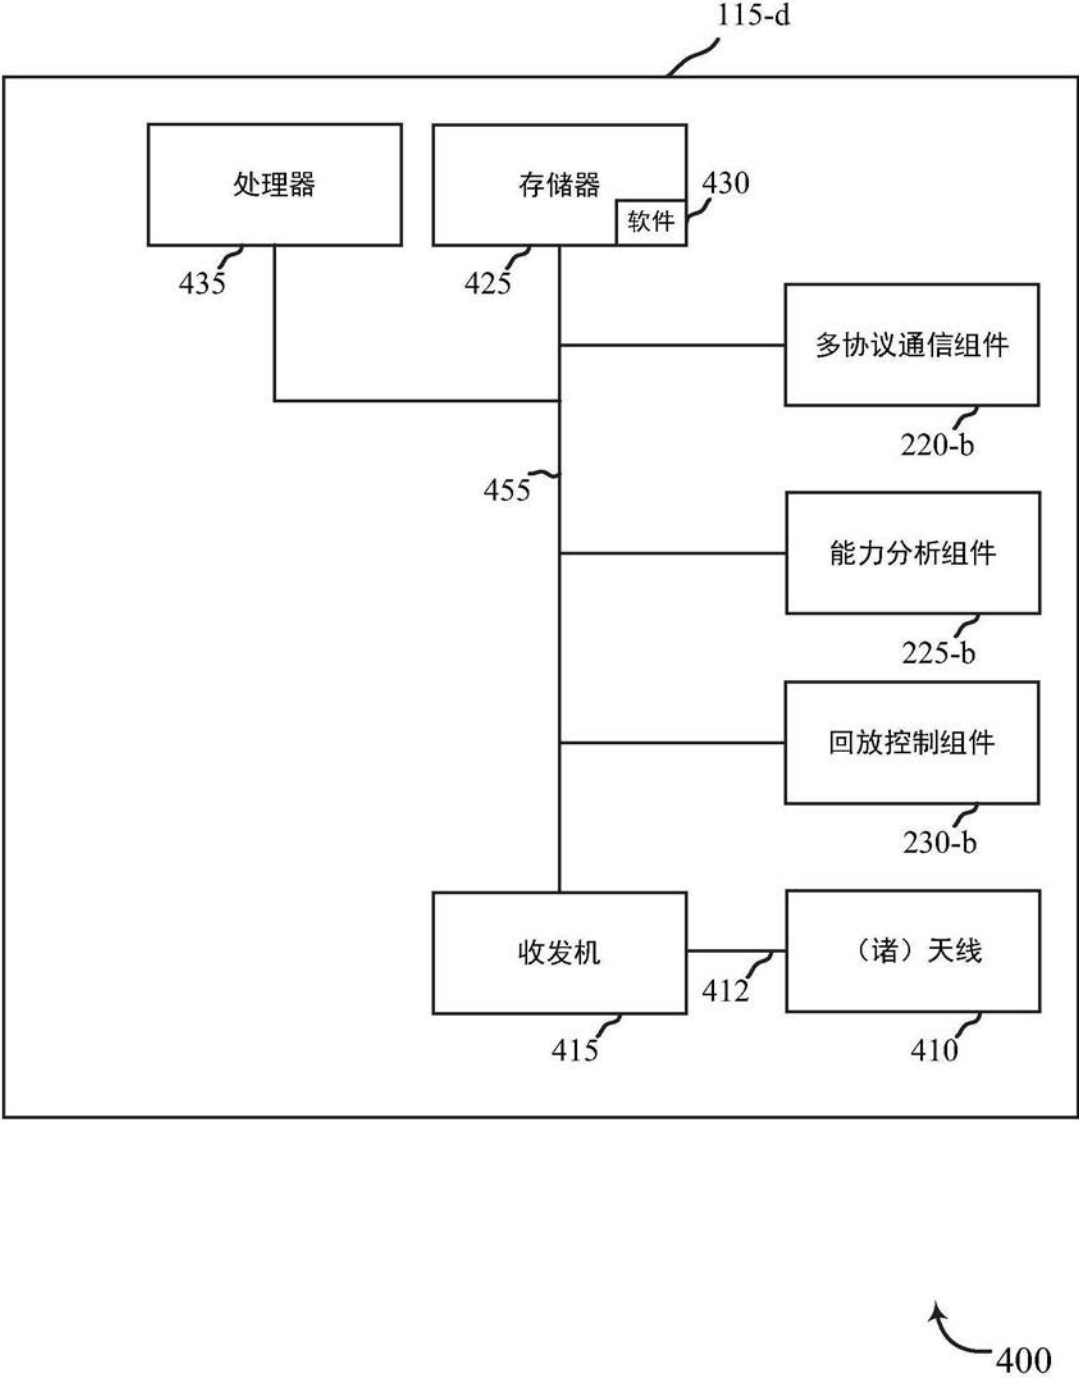 115-d
处理器
存储器
软件
430
435
425
多协议通信组件
220-b
455
能力分析组件
225-b
回放控制组件
230-b
收发机
412
（诸）天线
415
410
400